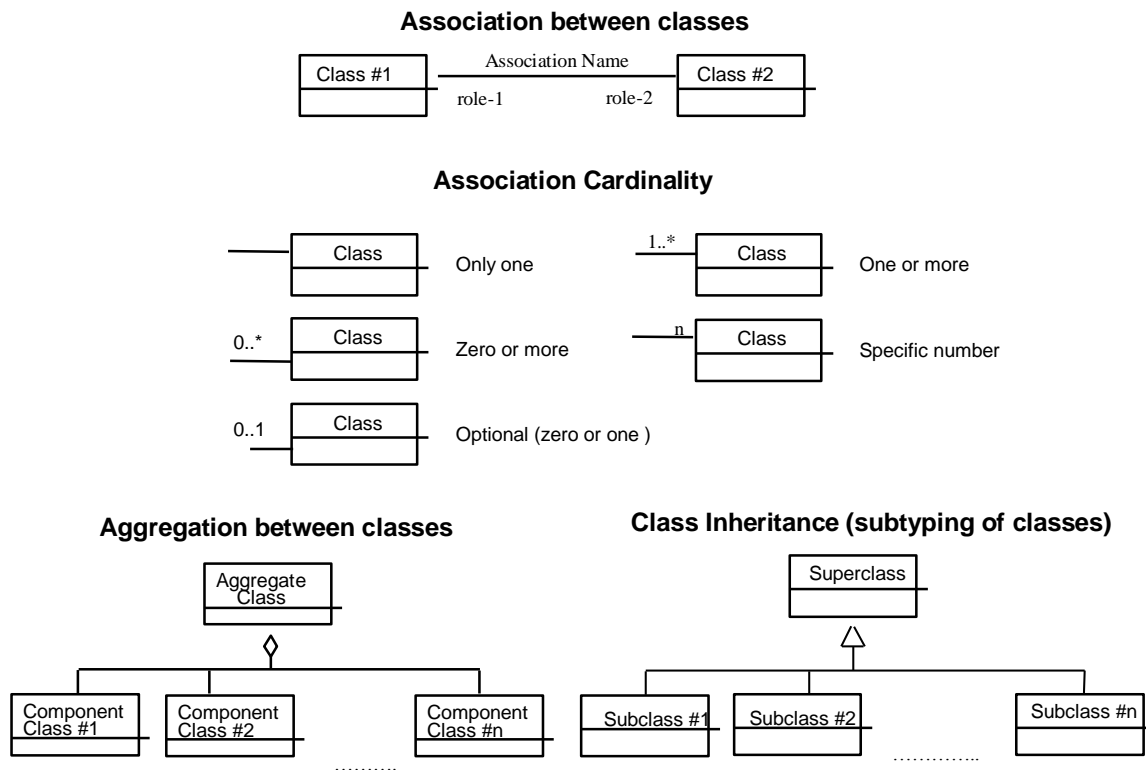 Association between classes
Class #1
Association Name
Class #2
role-1
role-2
Association Cardinality
Class
Only one
1..*
Class
One or more
0..*
Class
Zero or more
n
Class
Specific number
0..1
Class
Optional (zero or one )
Aggregation between classes
Aggregate
Class
Component
Class #1
Component
Class #2
Component
Class #n
..........
Class Inheritance (subtyping of classes)
Superclass
Subclass #1
Subclass #2
Subclass #n
…………..